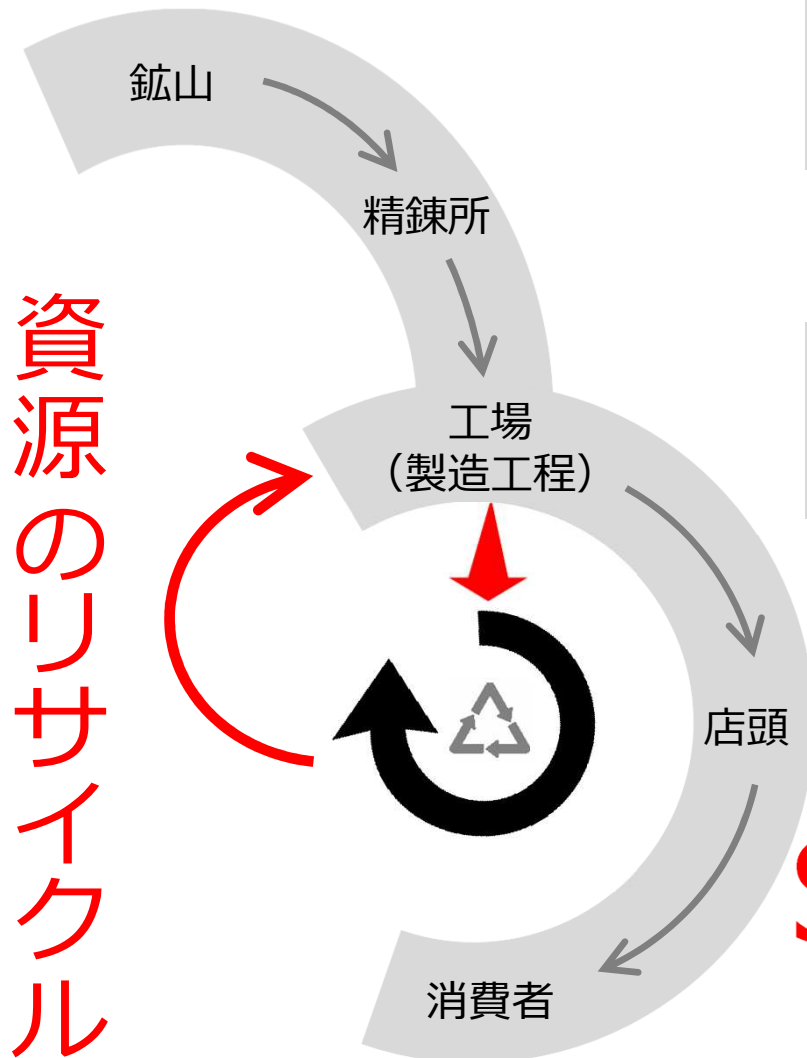 鉱山
精錬所
工場
（製造工程）
店頭
消費者
資源のリサイクル